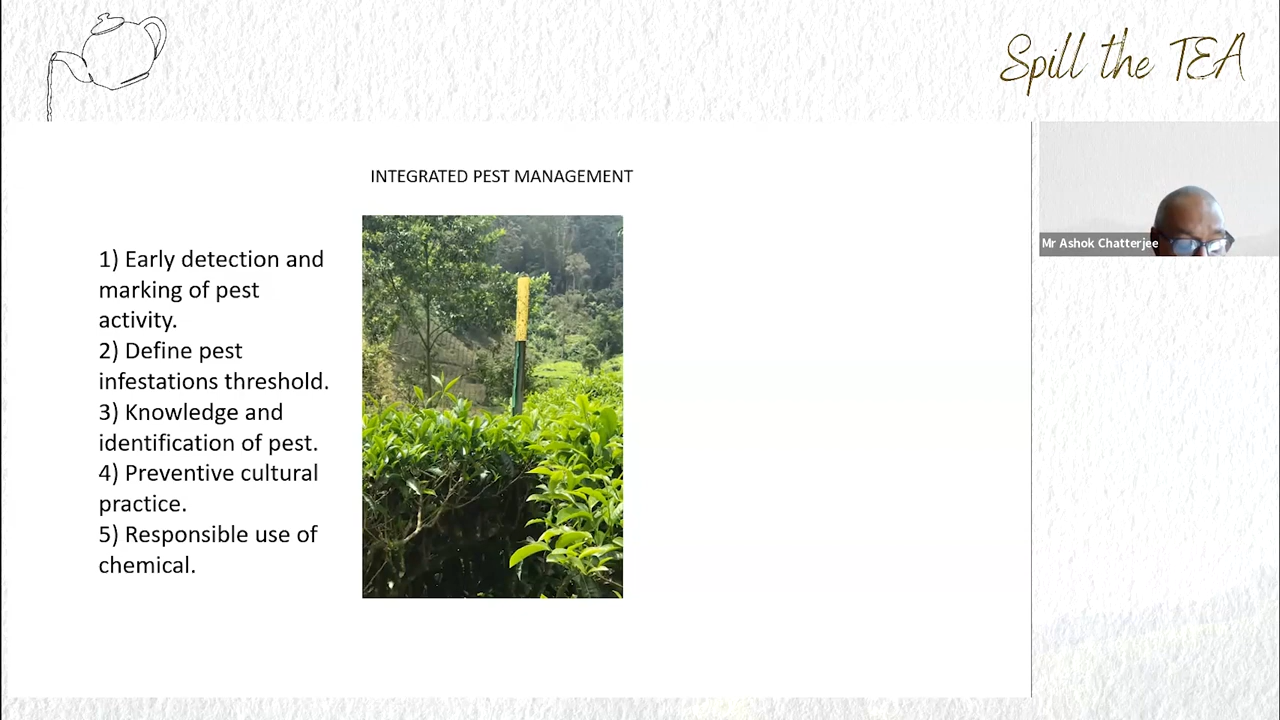 Spill the TEA
INTEGRATED PEST MANAGEMENT
1) Early detection and
marking of pest
activity.
2) Define pest
infestations threshold.
3) Knowledge and
identification of pest.
4) Preventive cultural
practice.
5) Responsible use of
chemical.
Mr Ashok Chatterjee